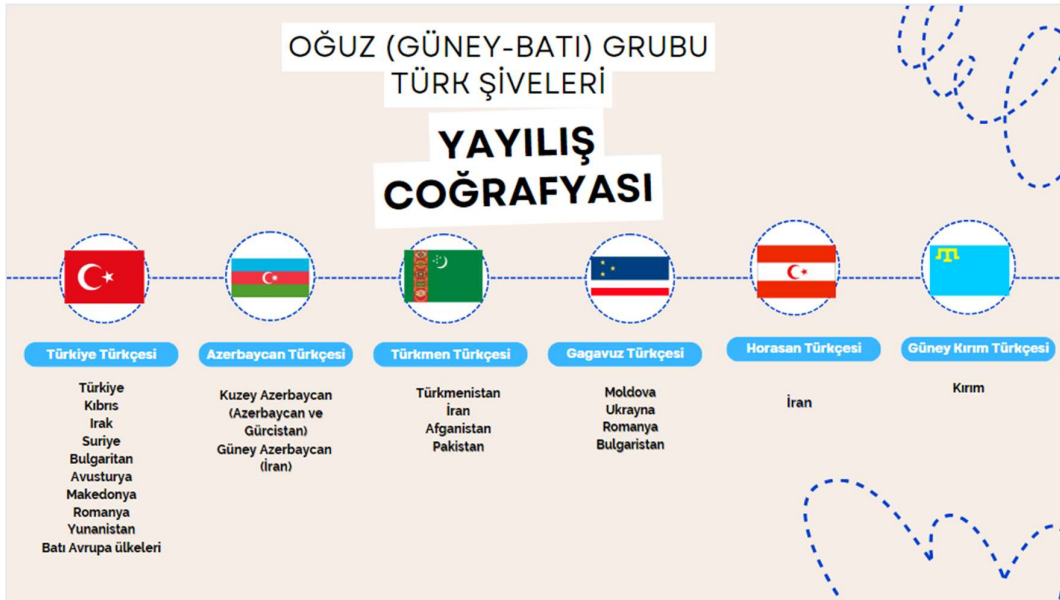 OĞUZ (GÜNEY-BATI) GRUBU
TÜRK ŞİVELERİ
YAYILIŞ
COĞRAFYASI
Türkiye Türkçesi
Türkiye
Kıbrıs
Irak
Suriye
Bulgaritan
Avusturya
Makedonya
Romanya
Yunanistan
Batı Avrupa ülkeleri
Azerbaycan Türkçesi
Kuzey Azerbaycan
(Azerbaycan ve
Gürcistan)
Güney Azerbaycan
(İran)
Türkmen Türkçesi
Türkmenistan
İran
Afganistan
Pakistan
Gagavuz Türkçesi
Moldova
Ukrayna
Romanya
Bulgaristan
Horasan Türkçesi
İran
Güney Kırım Türkçesi
Kırım